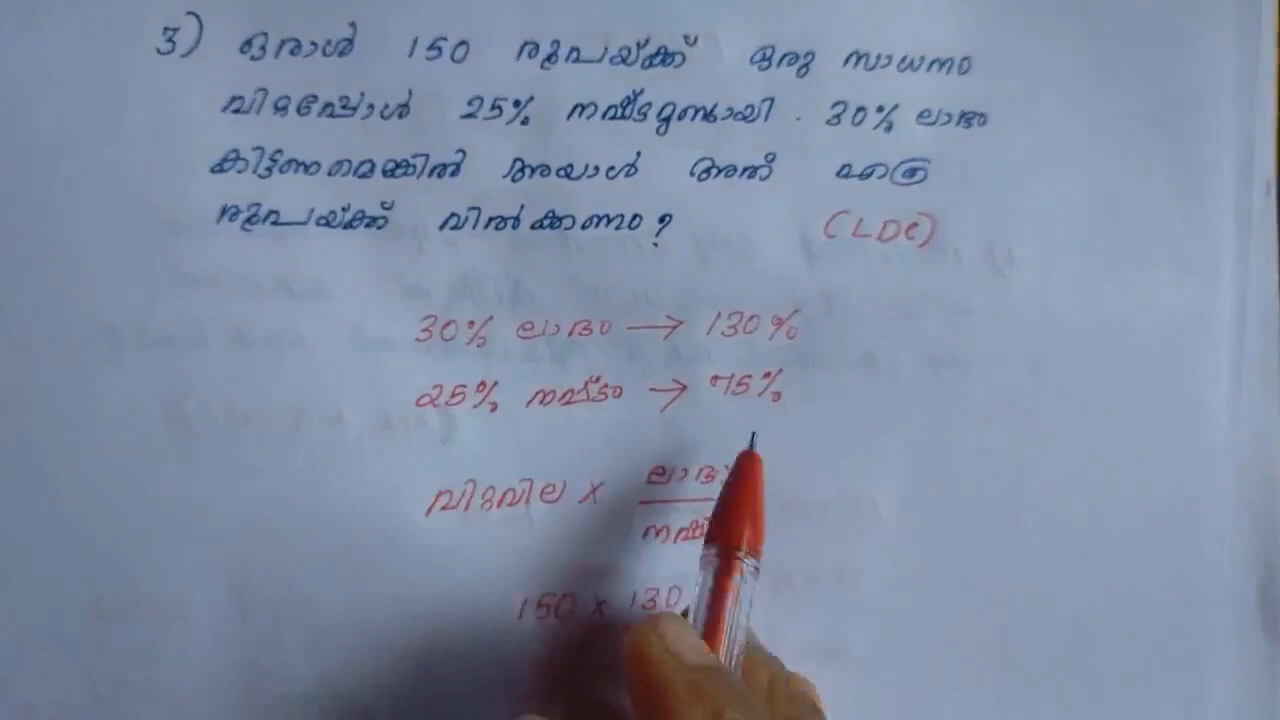 3) ഒരാൾ 150 രൂപയ്ക്ക് ഒരു സാധനം
വിറ്റപ്പോൾ 25% നഷ്ടമുണ്ടായി. 30% ലാഭം
കിട്ടണമെങ്കിൽ അയാൾ അത് എത്ര
രൂപയ്ക്ക് വിൽക്കണം? (LDC)
30% ലാഭം → 130%
25% നഷ്ടം → 75%
വിറ്റവില ×
150 × 130